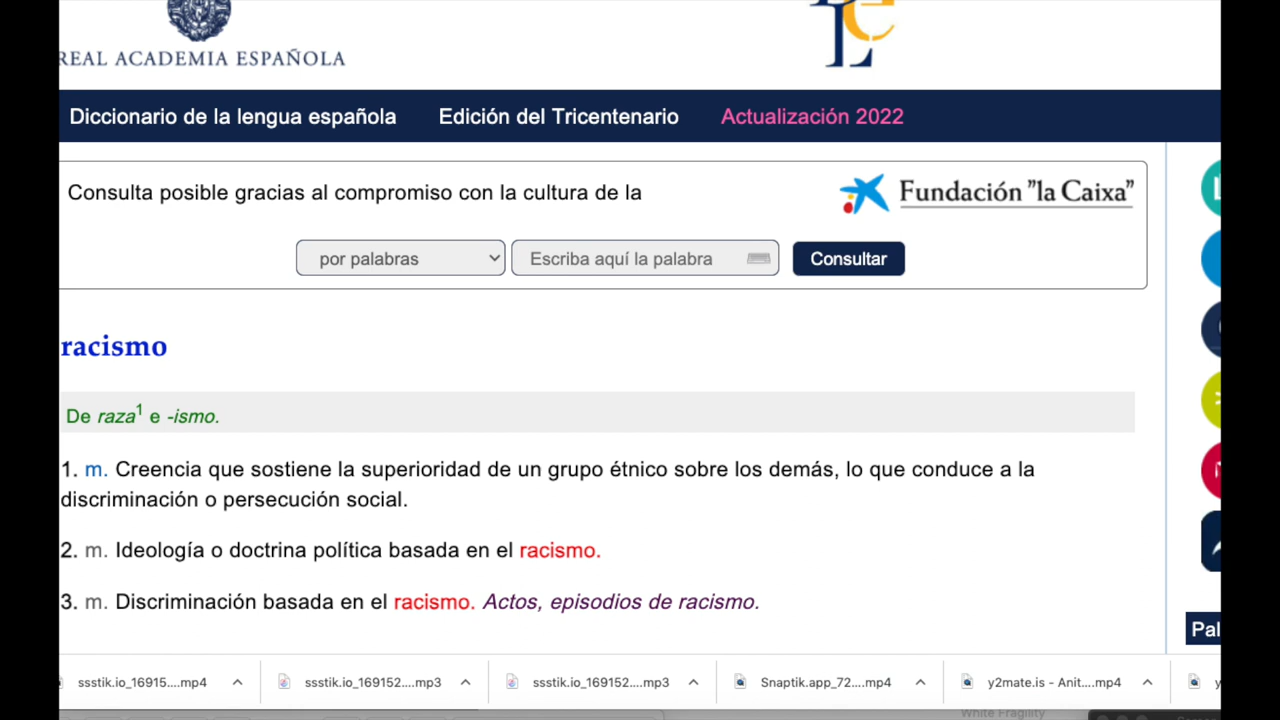 REAL ACADEMIA ESPAÑOLA
Diccionario de la lengua española Edición del Tricentenario Actualización 2022
Consulta posible gracias al compromiso con la cultura de la Fundación "la Caixa"
por palabras Escriba aquí la palabra Consultar
racismo
De raza¹ e -ismo.
1. m. Creencia que sostiene la superioridad de un grupo étnico sobre los demás, lo que conduce a la
discriminación o persecución social.
2. m. Ideología o doctrina política basada en el racismo.
3. m. Discriminación basada en el racismo. Actos, episodios de racismo.
Pal
ssstik.io_16915....mp4 ssstik.io_169152....mp3 ssstik.io_169152....mp3 Snaptik.app_72....mp4 y2mate.is - Anit....mp4 y
White Fragility